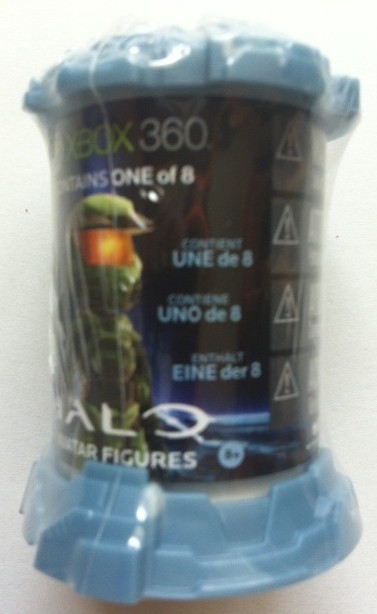 XBOX 360
CONTAINS ONE of 8
CONTIENT
UNE de 8
CONTIENE
UNO de 8
ENTHÄLT
EINE der 8
HALO
AVATAR FIGURES
8+